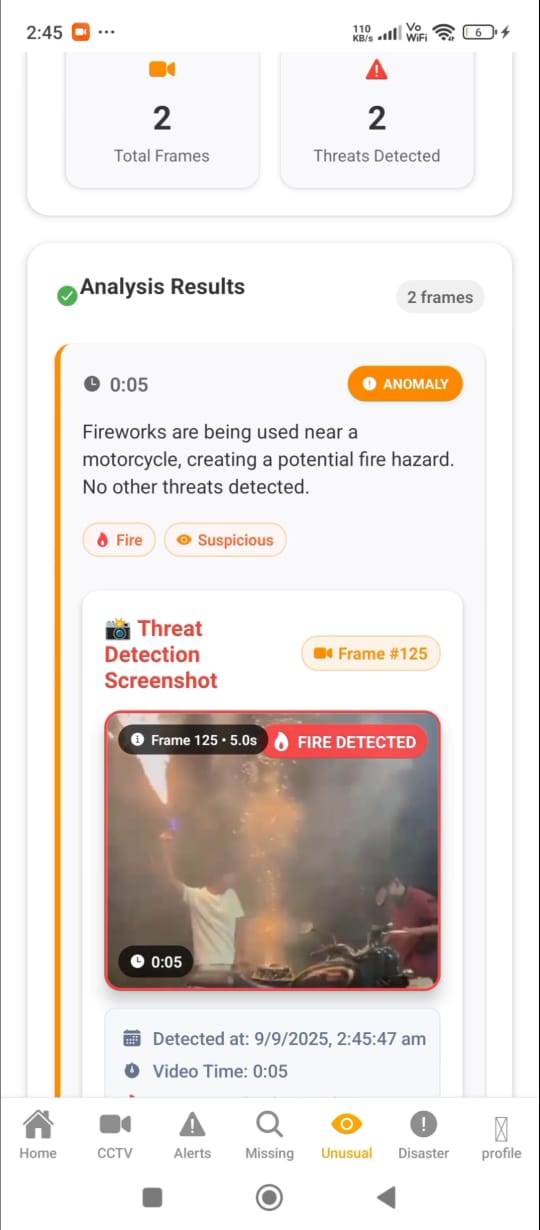 2:45 ... 110 KB/s Vo WiFi 6
2 2
Total Frames Threats Detected
Analysis Results
2 frames
0:05 ANOMALY
Fireworks are being used near a
motorcycle, creating a potential fire hazard.
No other threats detected.
Fire Suspicious
Threat
Detection
Screenshot
Frame #125
Frame 125 • 5.0s FIRE DETECTED
0:05
Detected at: 9/9/2025, 2:45:47 am
Video Time: 0:05
Home CCTV Alerts Missing Unusual Disaster profile